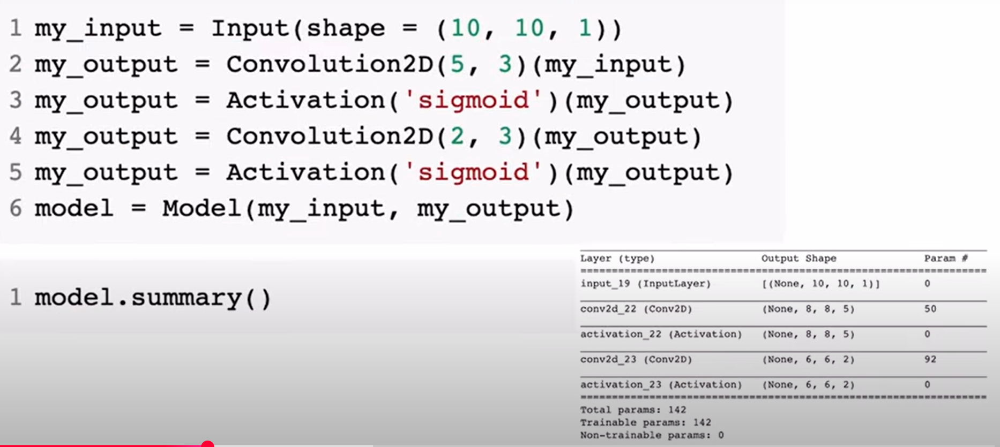 1 my_input = Input(shape = (10, 10, 1))
2 my_output = Convolution2D(5, 3)(my_input)
3 my_output = Activation('sigmoid')(my_output)
4 my_output = Convolution2D(2, 3)(my_output)
5 my_output = Activation('sigmoid')(my_output)
6 model = Model(my_input, my_output)
1 model.summary()
Layer (type) Output Shape Param #
input_19 (InputLayer) [(None, 10, 10, 1)] 0
conv2d_22 (Conv2D) (None, 8, 8, 5) 50
activation_22 (Activation) (None, 8, 8, 5) 0
conv2d_23 (Conv2D) (None, 6, 6, 2) 92
activation_23 (Activation) (None, 6, 6, 2) 0
Total params: 142
Trainable params: 142
Non-trainable params: 0